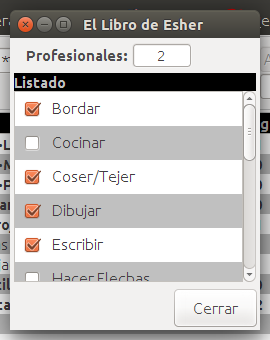 El Libro de Esher
Profesionales: 2
Listado
Bordar
Cocinar
Coser/Tejer
Dibujar
Escribir
Hacer Flechas
Cerrar